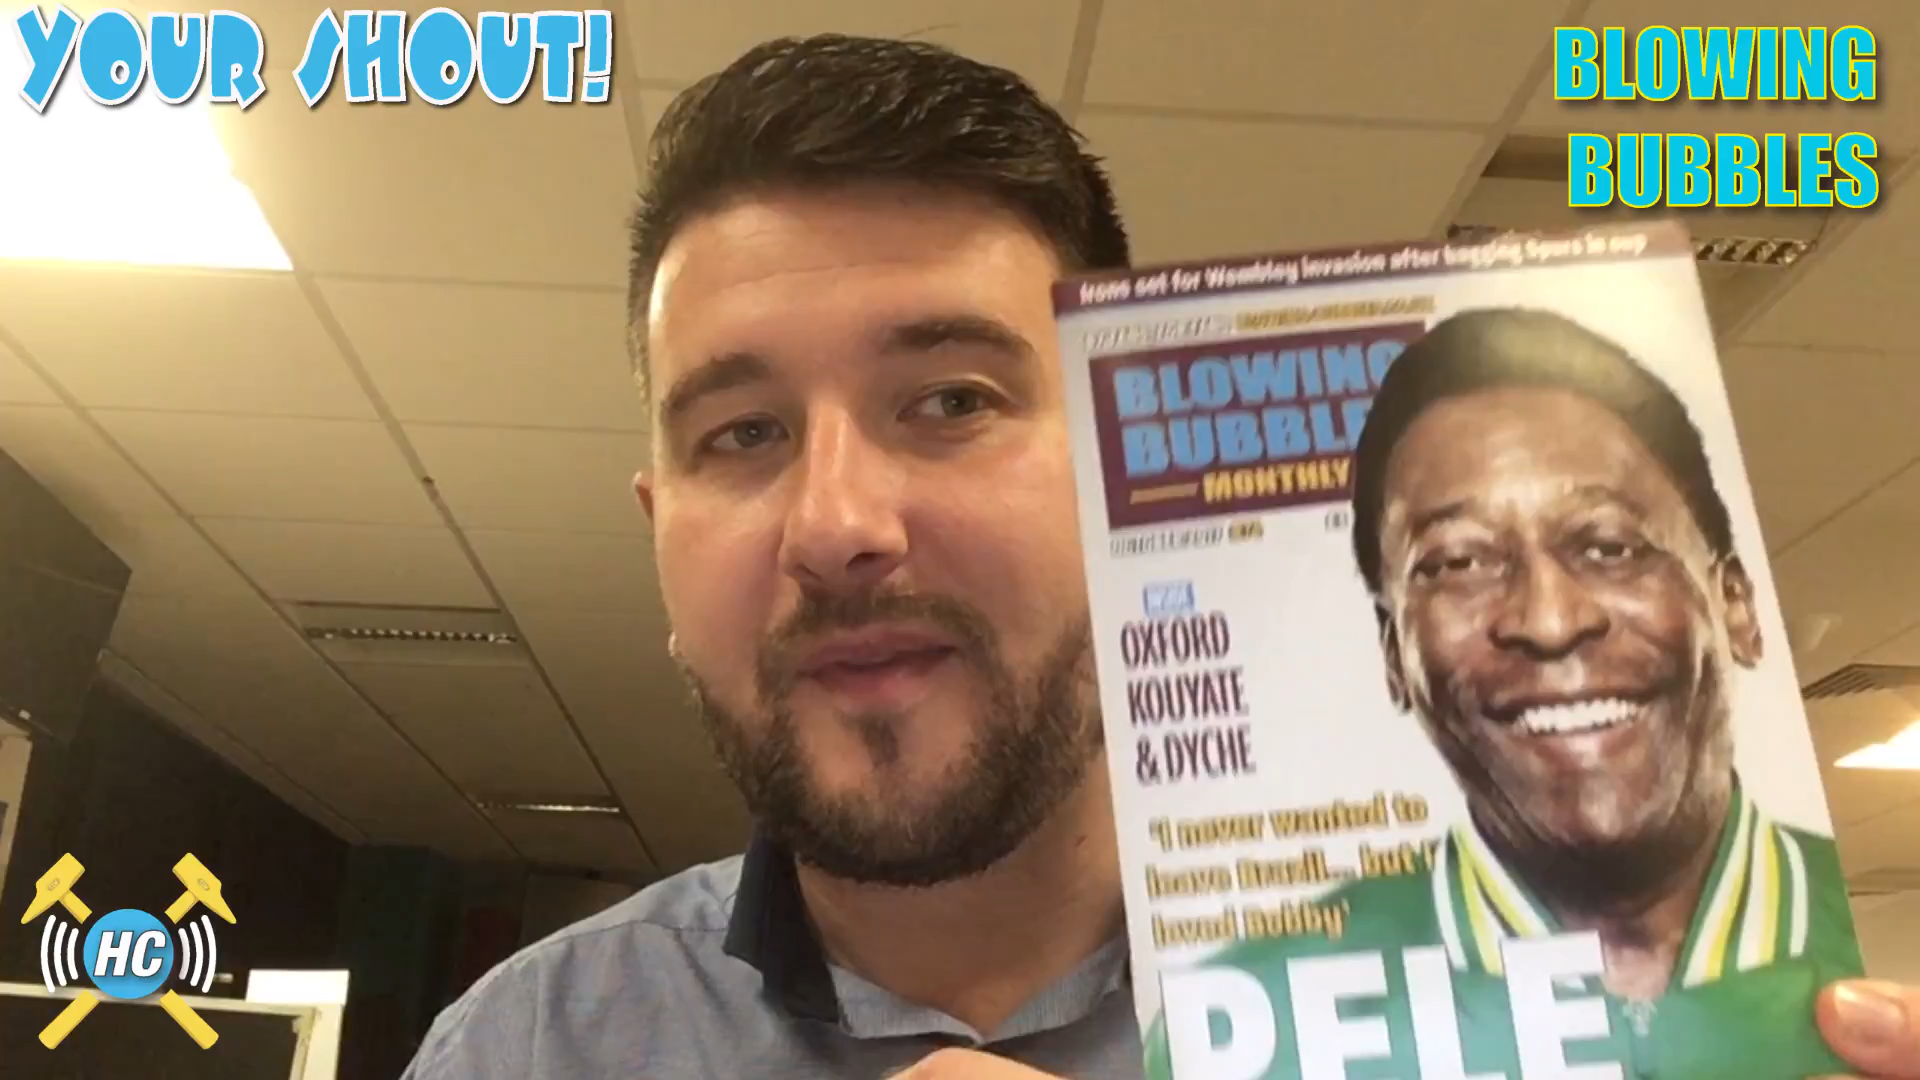 YOUR SHOUT!
BLOWING
BUBBLES
Irons set for Wembley invasion after bagging Spurs in cup
BLOWING
BUBBLE
MONTHLY
OXFORD
KOUYATE
& DYCHE
'I never wanted to
leave Brazil... but I
loved Bobby'
PELE
HC